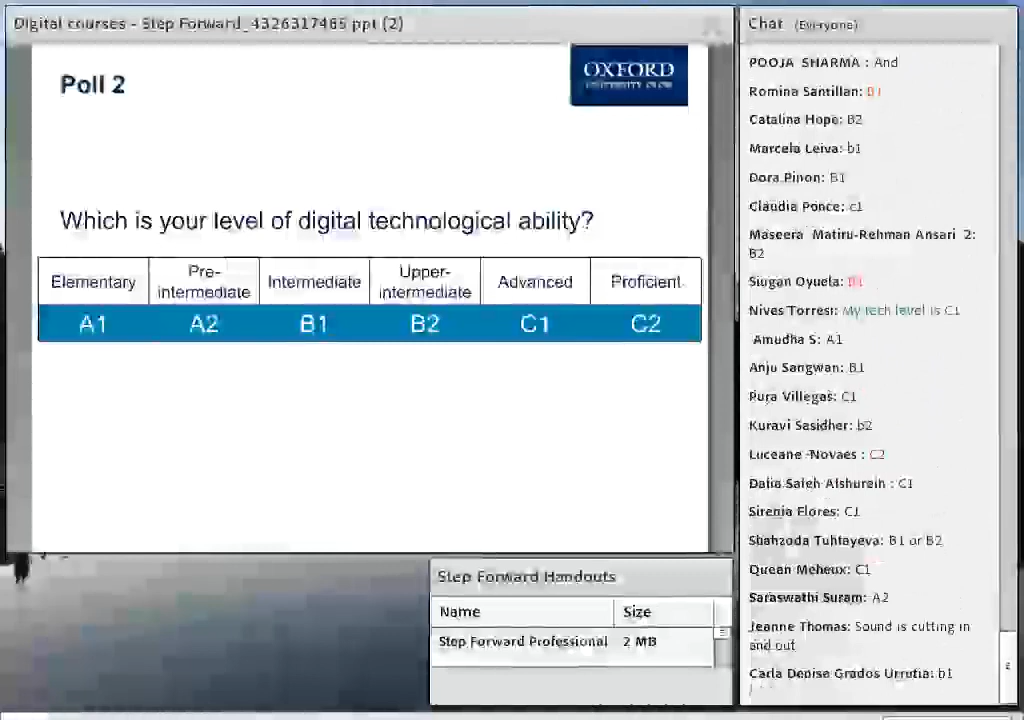 Digital courses - Step Forward_4326317485 ppt (2)
Poll 2
OXFORD
UNIVERSITY PRESS
Which is your level of digital technological ability?
Elementary
Pre-
intermediate
Intermediate
Upper-
intermediate
Advanced
Proficient
A1
A2
B1
B2
C1
C2
Step Forward Handouts
Name
Size
Step Forward Professional
2 MB
Chat (Everyone)
POOJA SHARMA : And
Romina Santillan: B1
Catalina Hope: B2
Marcela Leiva: b1
Dora Pinon: B1
Claudia Ponce: c1
Maseera Matiru-Rehman Ansari 2:
B2
Siugan Oyuela: B1
Nives Torresi: My tech level is C1
Amudha S: A1
Anju Sangwan: B1
Pura Villegas: C1
Kuravi Sasidher: b2
Luceane Novaes : C2
Dalia Saleh Alshurein : C1
Sirenia Flores: C1
Shahzoda Tuhtayeva: B1 or B2
Queen Meheux: C1
Saraswathi Suram: A2
Jeanne Thomas: Sound is cutting in
and out
Carla Denise Grados Urrutia: b1